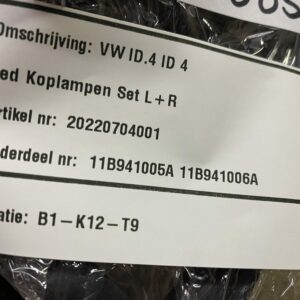 Omschrijving: VW ID.4 ID 4
ed Koplampen Set L+R
rtikel nr: 20220704001
derdeel nr: 11B941005A 11B941006A
atie: B1-K12-T9